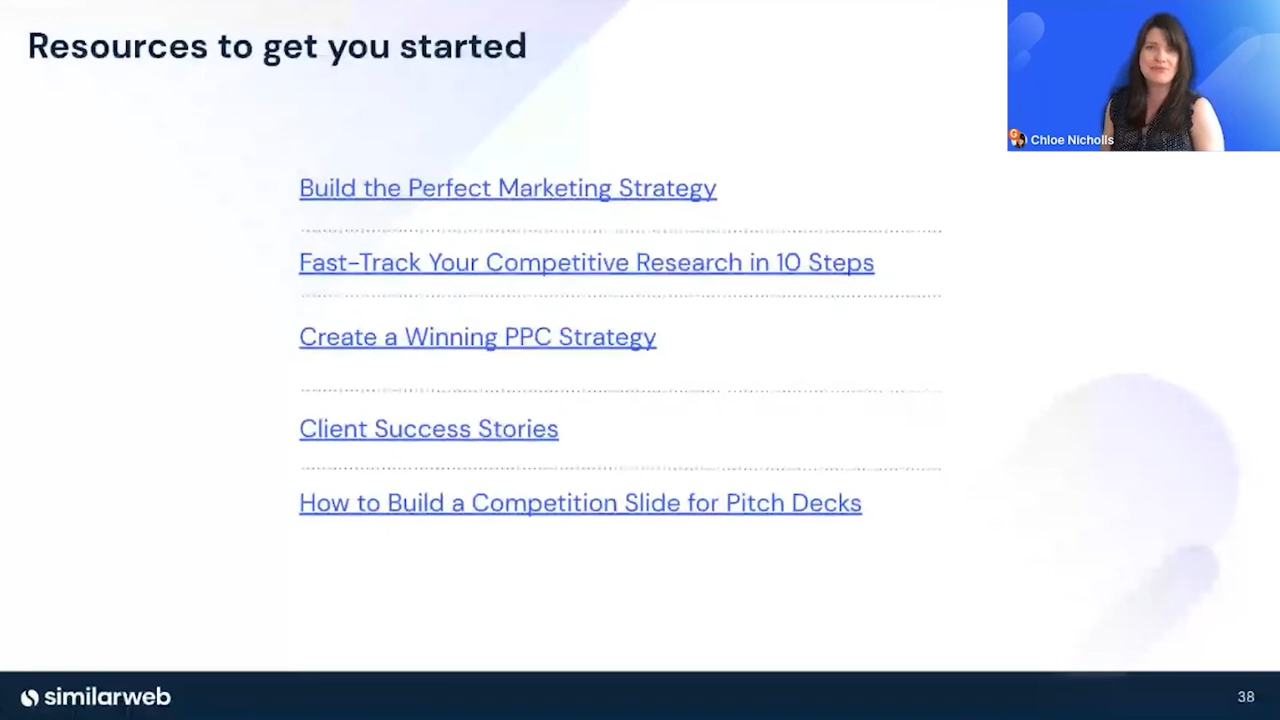 Resources to get you started
Chloe Nicholls
Build the Perfect Marketing Strategy
Fast-Track Your Competitive Research in 10 Steps
Create a Winning PPC Strategy
Client Success Stories
How to Build a Competition Slide for Pitch Decks
similarweb
38